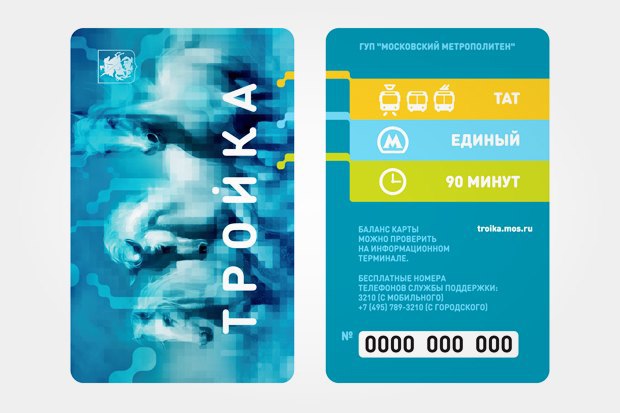 ТРОЙКА
ГУП "МОСКОВСКИЙ МЕТРОПОЛИТЕН"
ТАТ
М ЕДИНЫЙ
90 МИНУТ
БАЛАНС КАРТЫ
МОЖНО ПРОВЕРИТЬ
НА ИНФОРМАЦИОННОМ
ТЕРМИНАЛЕ.
troika.mos.ru
БЕСПЛАТНЫЕ НОМЕРА
ТЕЛЕФОНОВ СЛУЖБЫ ПОДДЕРЖКИ:
3210 (С МОБИЛЬНОГО)
+7 (495) 789-3210 (С ГОРОДСКОГО)
№ 0000 000 000